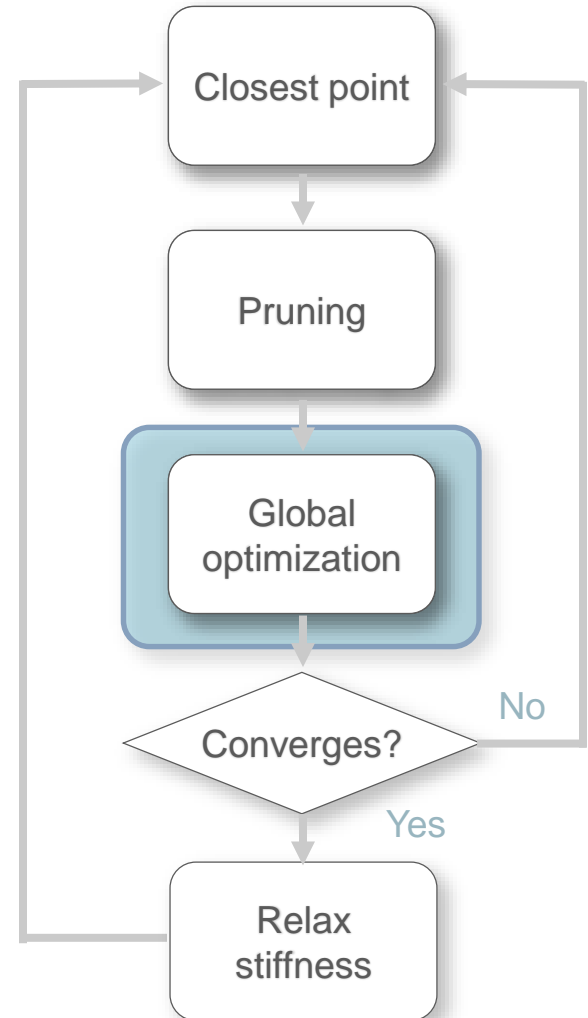 Closest point
Pruning
Global
optimization
Converges?
No
Yes
Relax
stiffness